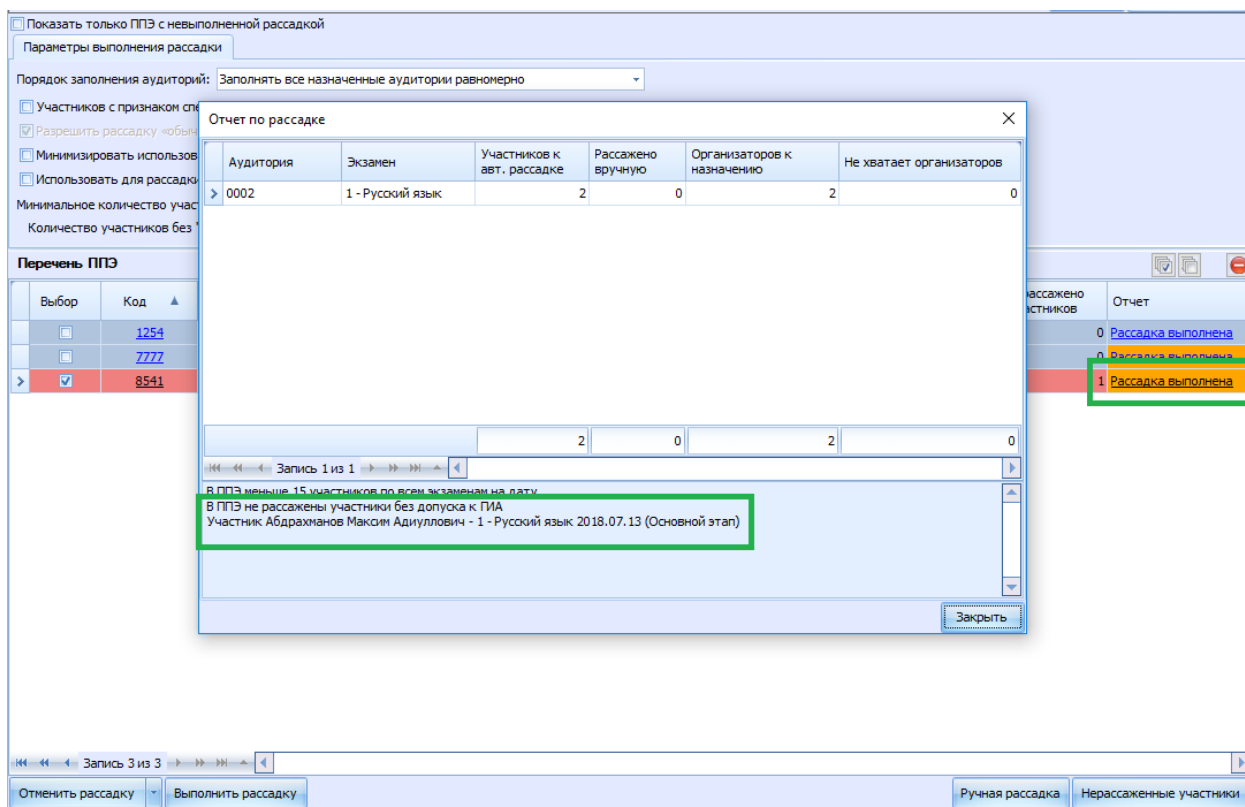 Показать только ППЭ с невыполненной рассадкой
Параметры выполнения рассадки
Порядок заполнения аудиторий: Заполнять все назначенные аудитории равномерно
Участников с признаком
Разрешить рассадку
Минимизировать
Использовать для рассадки
Минимальное количество
Количество участников без
Отчет по рассадке
Аудитория Экзамен Участников к авт. рассадке Рассажено вручную Организаторов к назначению Не хватает организаторов
0002 1 - Русский язык 2 0 2 0
2 0 2 0
Запись 1 из 1
В ППЭ меньше 15 участников по всем экзаменам на дату
В ППЭ не рассажены участники без допуска к ГИА
Участник Абдрахманов Максим Адиуллович - 1 - Русский язык 2018.07.13 (Основной этап)
Закрыть
Перечень ППЭ
Выбор Код Отчет
1254 0 Рассадка выполнена
7777 0 Рассадка выполнена
8541 1 Рассадка выполнена
Запись 3 из 3
Отменить рассадку Выполнить рассадку Ручная рассадка Нерассаженные участники